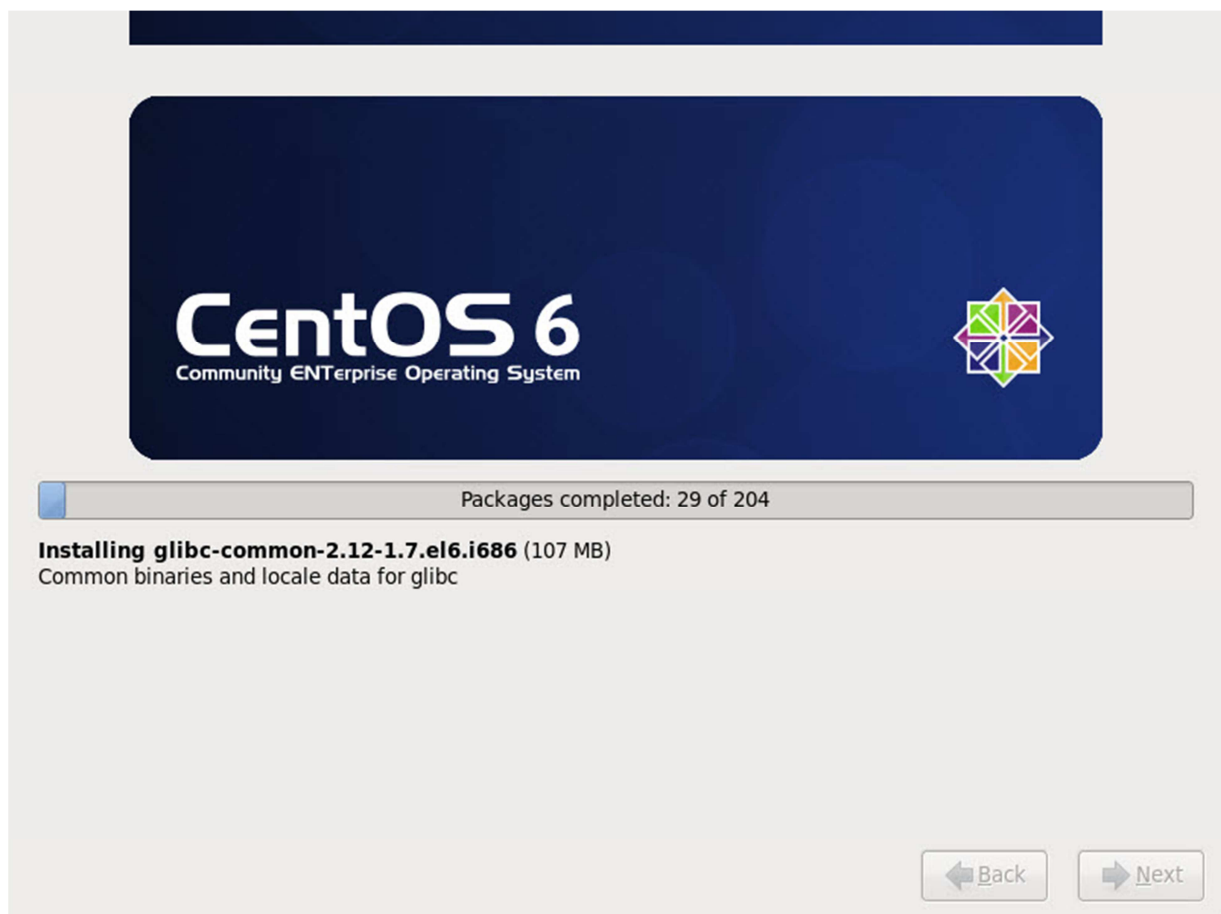 CentOS 6
Community ENTerprise Operating System
Packages completed: 29 of 204
Installing glibc-common-2.12-1.7.el6.i686 (107 MB)
Common binaries and locale data for glibc
Back
Next